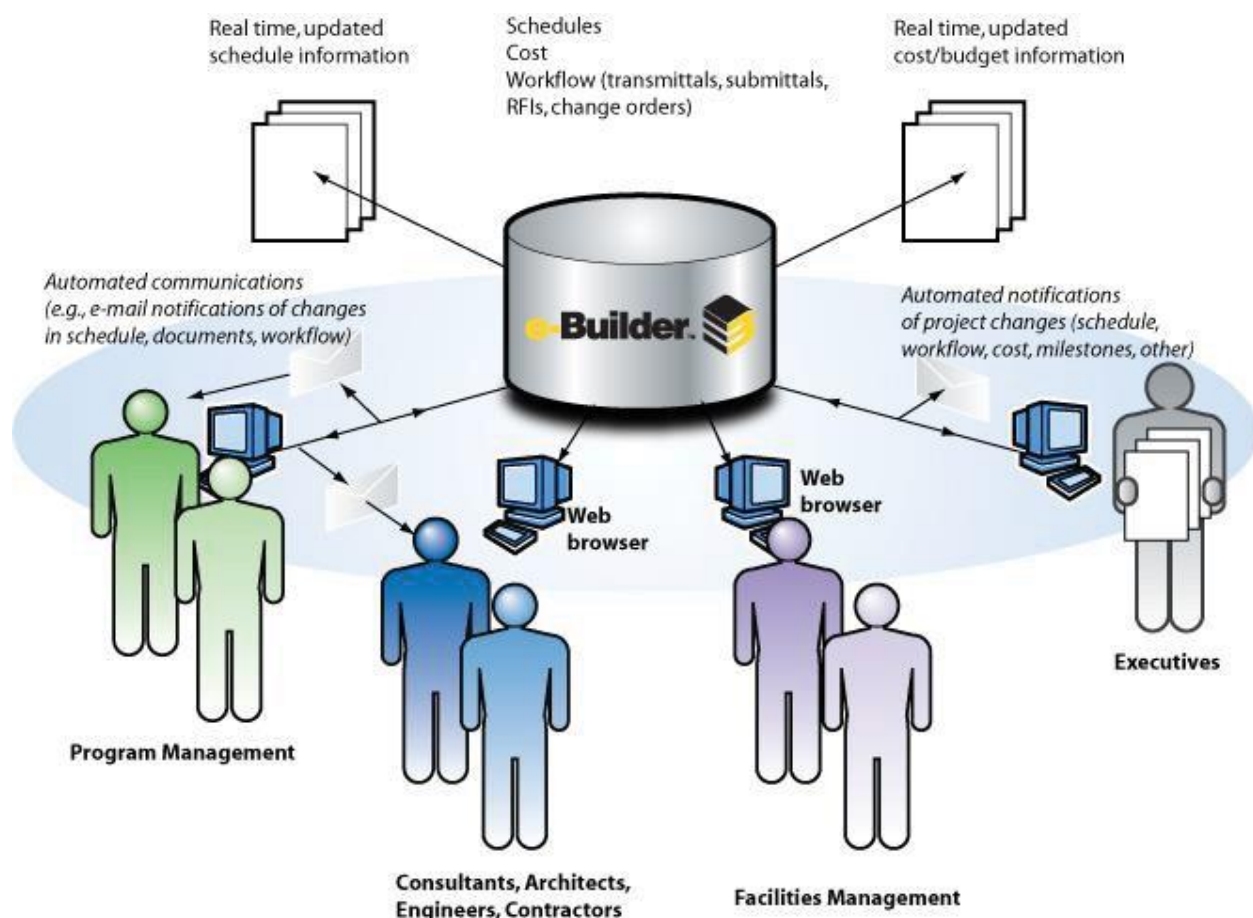 Real time, updated
schedule information
Schedules
Cost
Workflow (transmittals, submittals,
RFIs, change orders)
Real time, updated
cost/budget information
Automated communications
(e.g., e-mail notifications of changes
in schedule, documents, workflow)
e-Builder™
Automated notifications
of project changes (schedule,
workflow, cost, milestones, other)
Web
browser
Web
browser
Executives
Program Management
Consultants, Architects,
Engineers, Contractors
Facilities Management